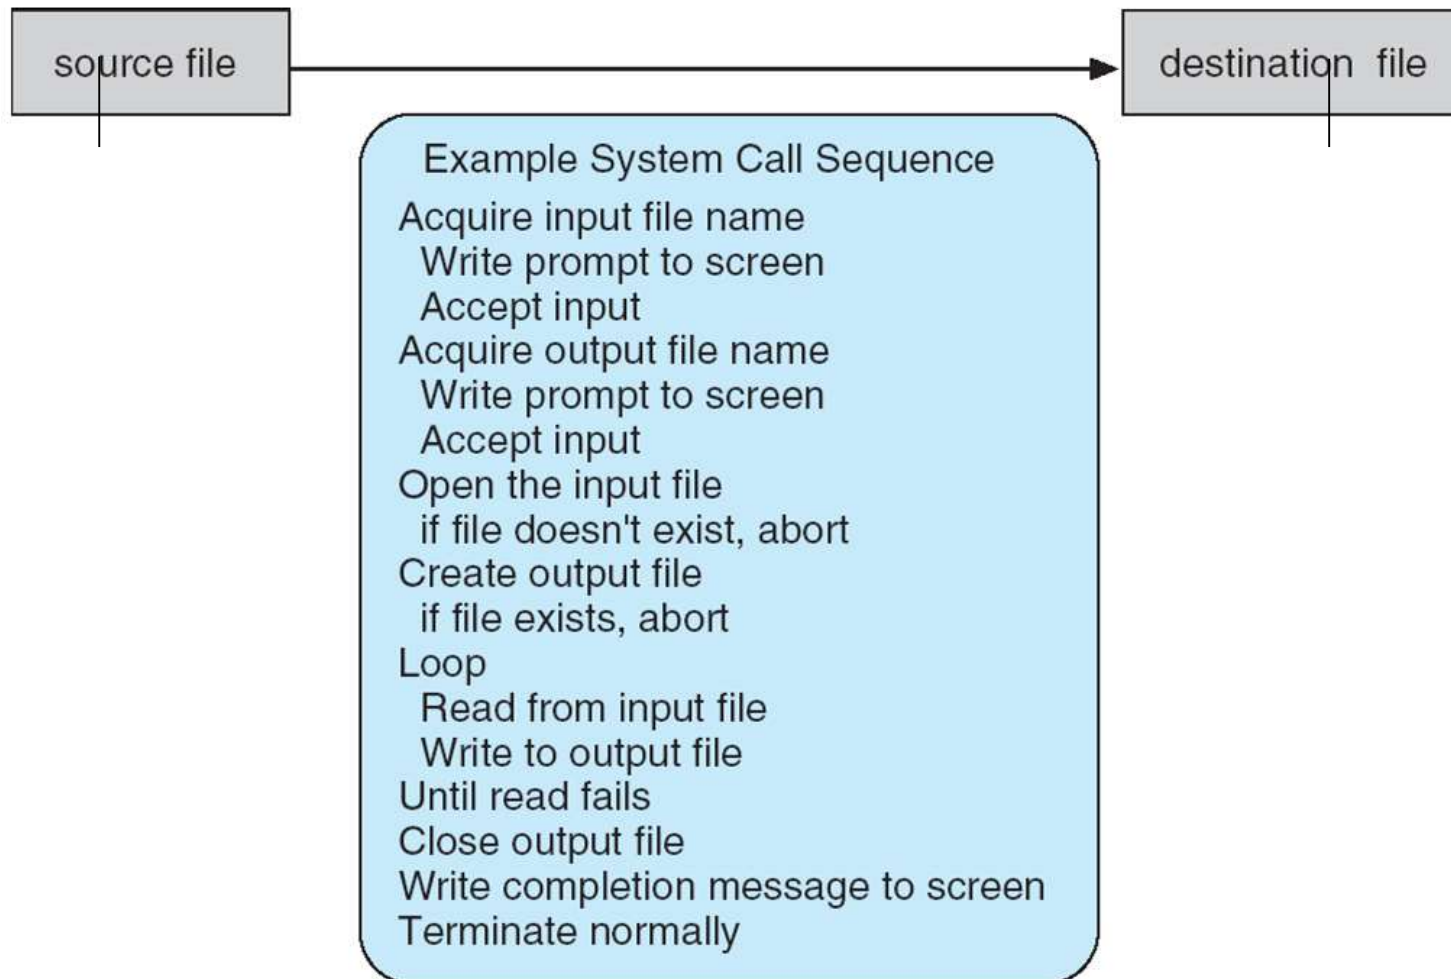 source file
destination file
Example System Call Sequence
Acquire input file name
Write prompt to screen
Accept input
Acquire output file name
Write prompt to screen
Accept input
Open the input file
if file doesn't exist, abort
Create output file
if file exists, abort
Loop
Read from input file
Write to output file
Until read fails
Close output file
Write completion message to screen
Terminate normally